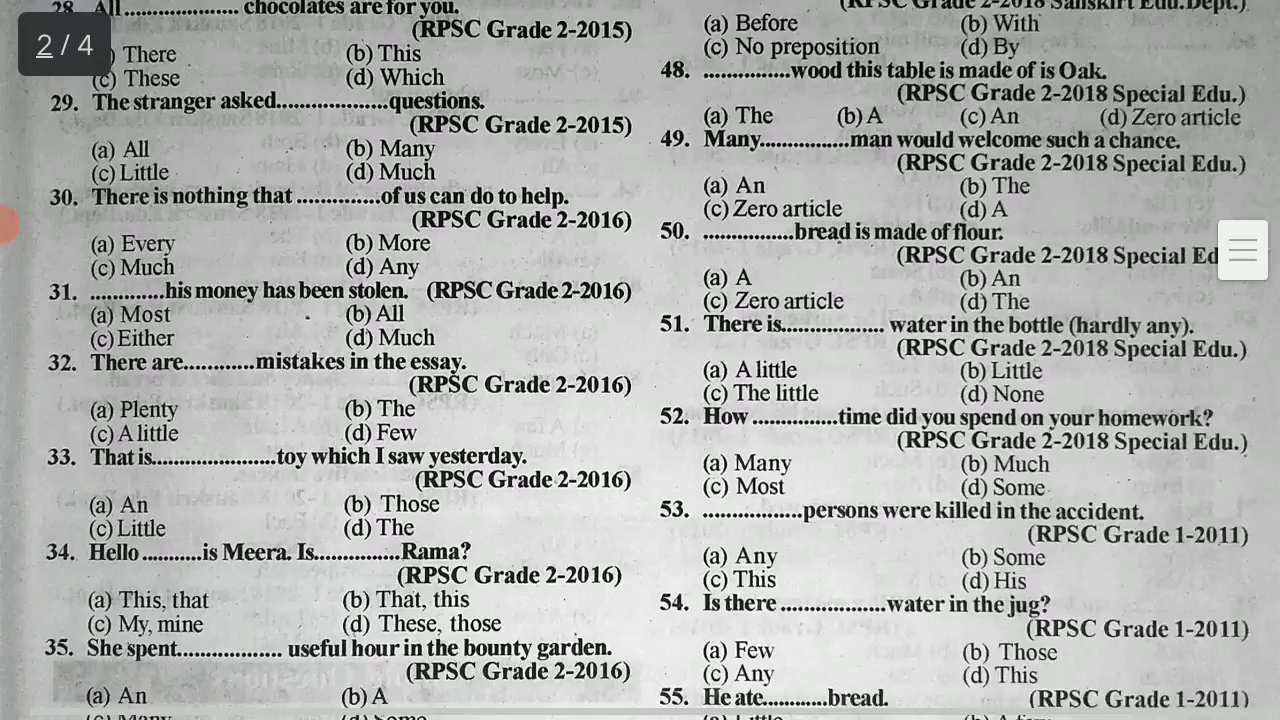 28. All................... chocolates are for you.
(RPSC Grade 2-2015)
There (b) This
(c) These (d) Which
29. The stranger asked...................questions.
(RPSC Grade 2-2015)
(a) All (b) Many
(c) Little (d) Much
30. There is nothing that ..............of us can do to help.
(RPSC Grade 2-2016)
(a) Every (b) More
(c) Much (d) Any
31. .............his money has been stolen. (RPSC Grade 2-2016)
(a) Most (b) All
(c) Either (d) Much
32. There are............mistakes in the essay.
(RPSC Grade 2-2016)
(a) Plenty (b) The
(c) A little (d) Few
33. That is.....................toy which I saw yesterday.
(RPSC Grade 2-2016)
(a) An (b) Those
(c) Little (d) The
34. Hello ..........is Meera. Is..............Rama?
(RPSC Grade 2-2016)
(a) This, that (b) That, this
(c) My, mine (d) These, those
35. She spent.................. useful hour in the bounty garden.
(RPSC Grade 2-2016)
(a) An (b) A
(c) Many (d) Some
(RPSC Grade 2-2018 Sanskirt Edu.Dept.)
(a) Before (b) With
(c) No preposition (d) By
48. ...............wood this table is made of is Oak.
(RPSC Grade 2-2018 Special Edu.)
(a) The (b) A (c) An (d) Zero article
49. Many...............man would welcome such a chance.
(RPSC Grade 2-2018 Special Edu.)
(a) An (b) The
(c) Zero article (d) A
50. ................bread is made of flour.
(RPSC Grade 2-2018 Special Ed
(a) A (b) An
(c) Zero article (d) The
51. There is.................. water in the bottle (hardly any).
(RPSC Grade 2-2018 Special Edu.)
(a) A little (b) Little
(c) The little (d) None
52. How ...............time did you spend on your homework?
(RPSC Grade 2-2018 Special Edu.)
(a) Many (b) Much
(c) Most (d) Some
53. ..................persons were killed in the accident.
(RPSC Grade 1-2011)
(a) Any (b) Some
(c) This (d) His
54. Is there ..................water in the jug?
(RPSC Grade 1-2011)
(a) Few (b) Those
(c) Any (d) This
55. He ate...........bread. (RPSC Grade 1-2011)
(a) Little (b) A few
2 / 4